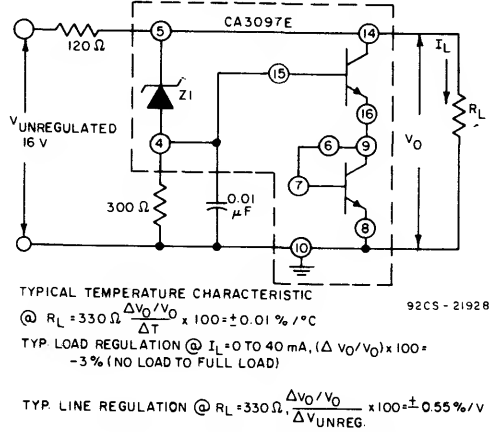 CA3097E
5
14
120 Ω
Z1
15
I_L
R_L
V_UNREGULATED
16 V
16
V_O
4
6
9
7
300 Ω
0.01
μF
8
10
TYPICAL TEMPERATURE CHARACTERISTIC
92CS-21928
@ R_L = 330 Ω (ΔV_O/V_O)/ΔT x 100 = ± 0.01 %/°C
TYP. LOAD REGULATION @ I_L = 0 TO 40 mA, (Δ V_O/V_O) x 100 =
-3% (NO LOAD TO FULL LOAD)
TYP. LINE REGULATION @ R_L = 330 Ω, (ΔV_O/V_O)/ΔV_UNREG. x 100 = ± 0.55%/V